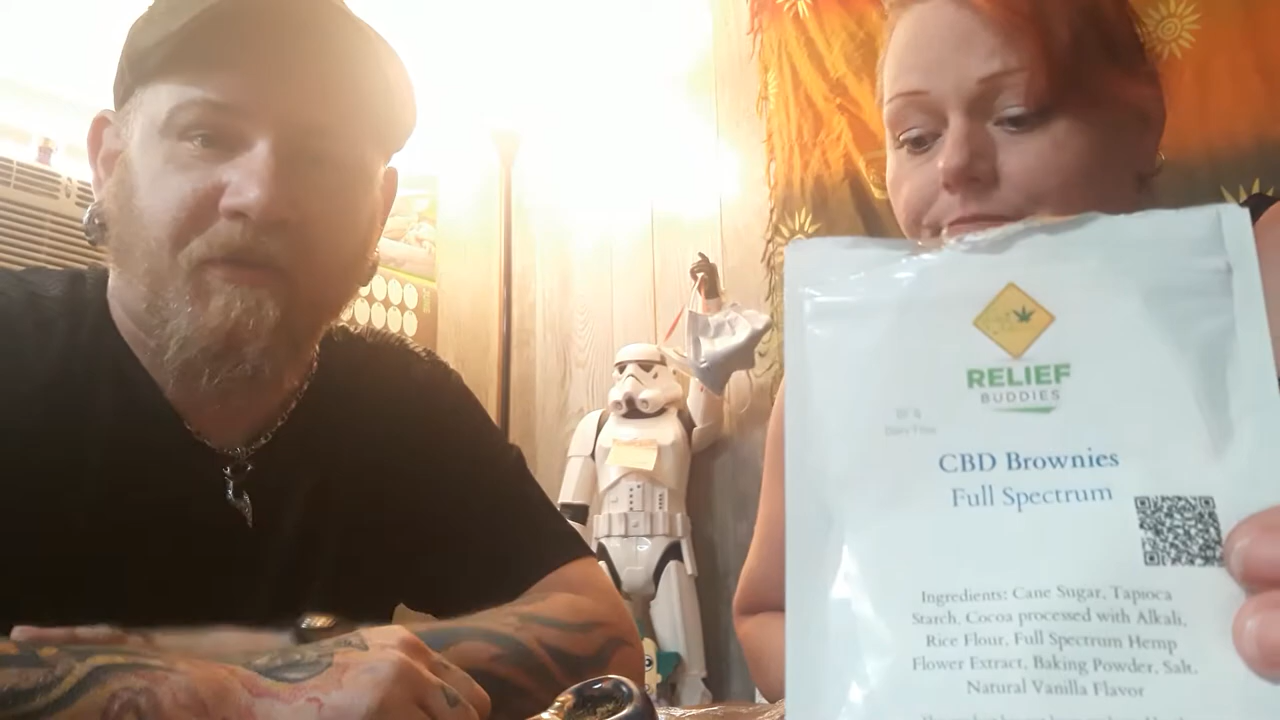 RELIEF
BUDDIES
CBD Brownies
Full Spectrum
Ingredients: Cane Sugar, Tapioca
Starch, Cocoa processed with Alkali,
Rice Flour, Full Spectrum Hemp
Flower Extract, Baking Powder, Salt,
Natural Vanilla Flavor